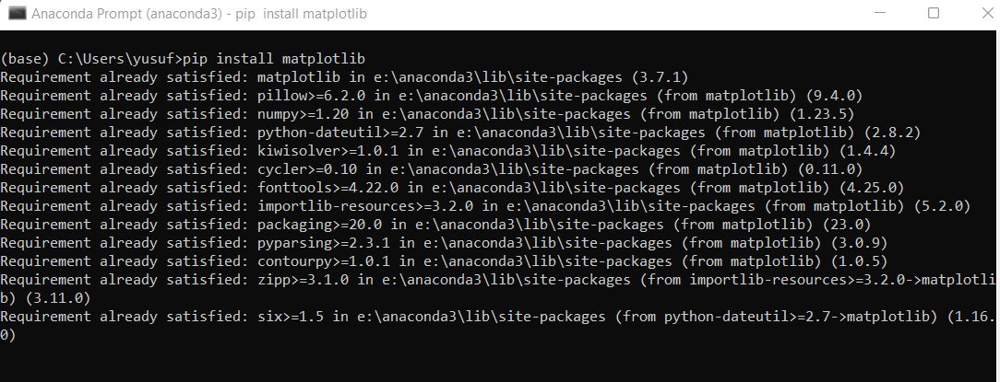 Anaconda Prompt (anaconda3) - pip  install matplotlib
(base) C:\Users\yusuf>pip install matplotlib
Requirement already satisfied: matplotlib in e:\anaconda3\lib\site-packages (3.7.1)
Requirement already satisfied: pillow>=6.2.0 in e:\anaconda3\lib\site-packages (from matplotlib) (9.4.0)
Requirement already satisfied: numpy>=1.20 in e:\anaconda3\lib\site-packages (from matplotlib) (1.23.5)
Requirement already satisfied: python-dateutil>=2.7 in e:\anaconda3\lib\site-packages (from matplotlib) (2.8.2)
Requirement already satisfied: kiwisolver>=1.0.1 in e:\anaconda3\lib\site-packages (from matplotlib) (1.4.4)
Requirement already satisfied: cycler>=0.10 in e:\anaconda3\lib\site-packages (from matplotlib) (0.11.0)
Requirement already satisfied: fonttools>=4.22.0 in e:\anaconda3\lib\site-packages (from matplotlib) (4.25.0)
Requirement already satisfied: importlib-resources>=3.2.0 in e:\anaconda3\lib\site-packages (from matplotlib) (5.2.0)
Requirement already satisfied: packaging>=20.0 in e:\anaconda3\lib\site-packages (from matplotlib) (23.0)
Requirement already satisfied: pyparsing>=2.3.1 in e:\anaconda3\lib\site-packages (from matplotlib) (3.0.9)
Requirement already satisfied: contourpy>=1.0.1 in e:\anaconda3\lib\site-packages (from matplotlib) (1.0.5)
Requirement already satisfied: zipp>=3.1.0 in e:\anaconda3\lib\site-packages (from importlib-resources>=3.2.0->matplotli
b) (3.11.0)
Requirement already satisfied: six>=1.5 in e:\anaconda3\lib\site-packages (from python-dateutil>=2.7->matplotlib) (1.16.
0)